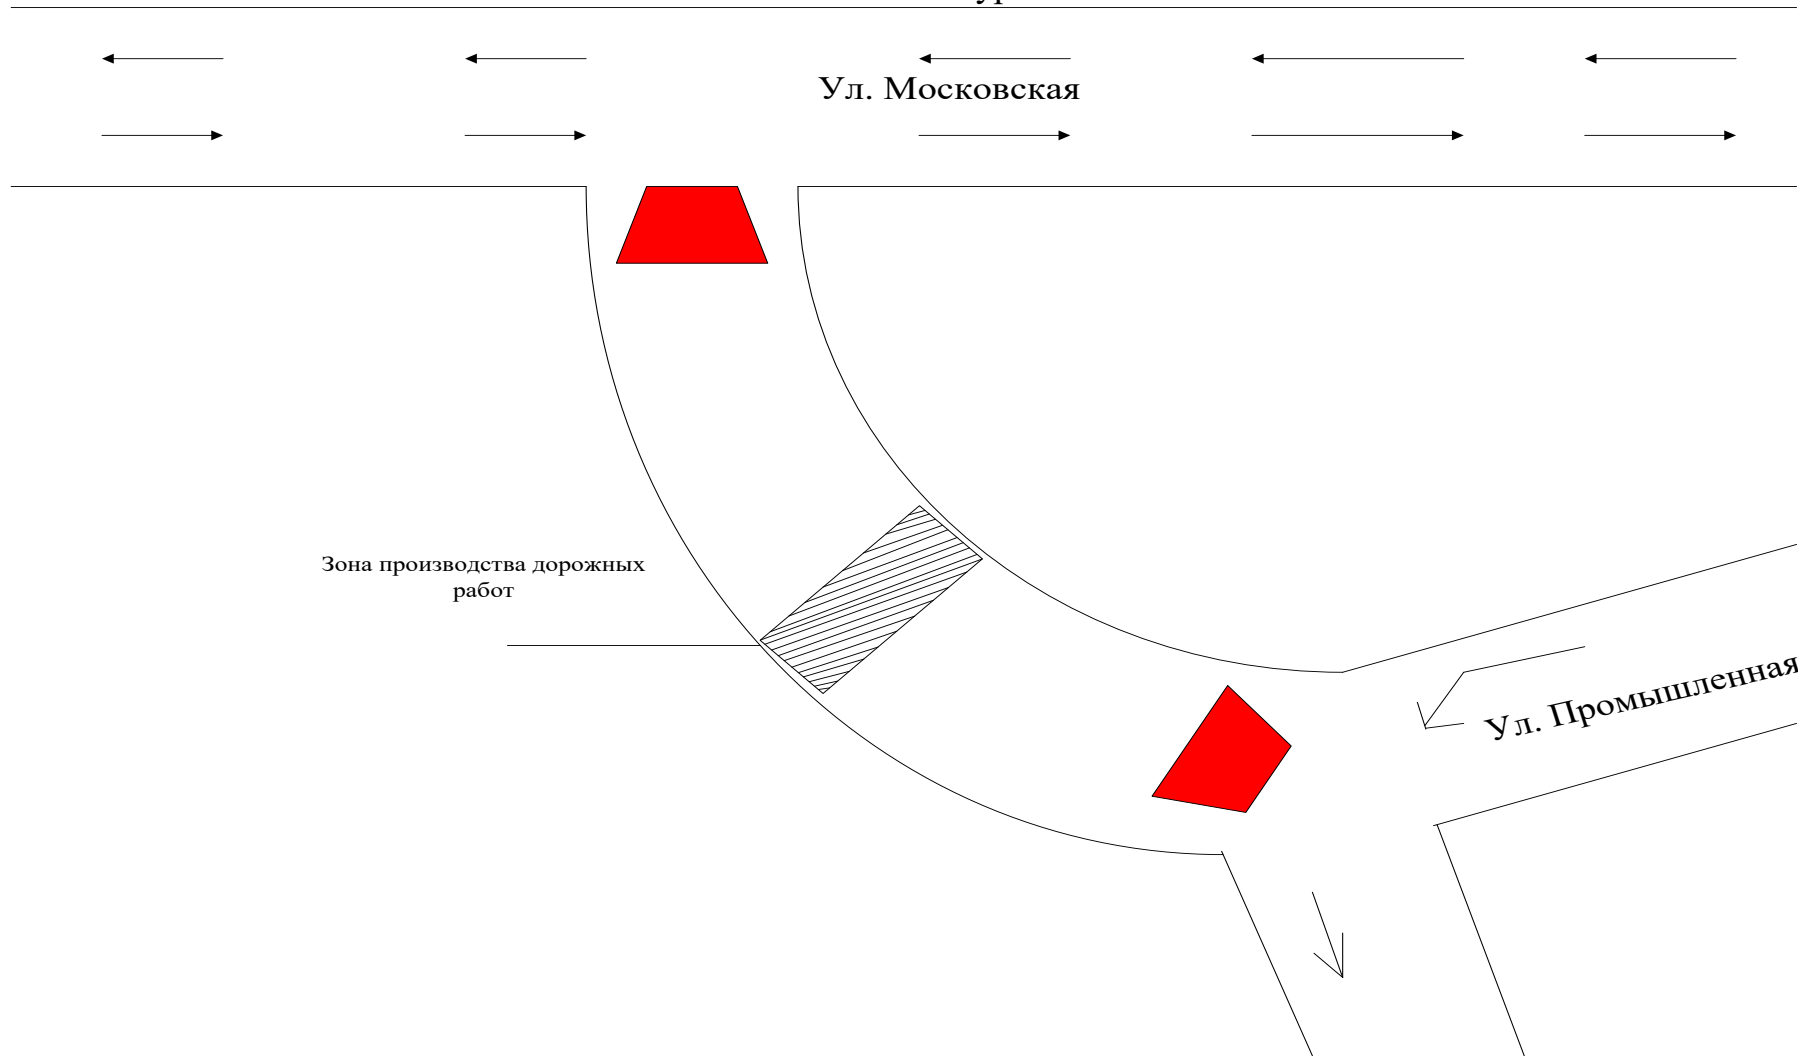 Ул. Московская
Зона производства дорожных
работ
Ул. Промышленная